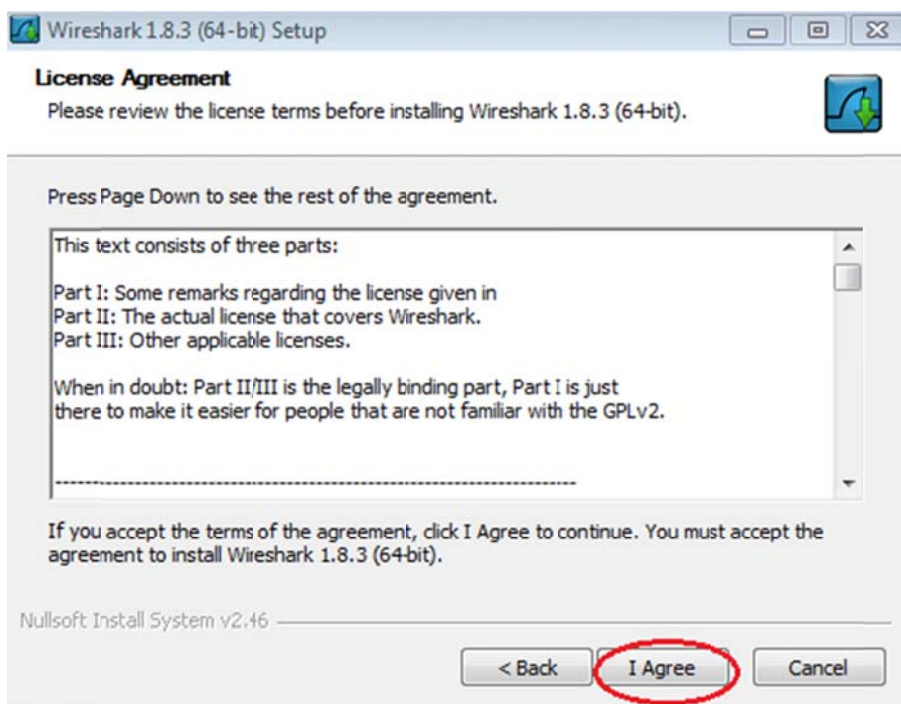 Wireshark 1.8.3 (64-bit) Setup
License Agreement
Please review the license terms before installing Wireshark 1.8.3 (64-bit).
Press Page Down to see the rest of the agreement.
This text consists of three parts:
Part I: Some remarks regarding the license given in
Part II: The actual license that covers Wireshark.
Part III: Other applicable licenses.
When in doubt: Part II/III is the legally binding part, Part I is just
there to make it easier for people that are not familiar with the GPLv2.
------------------------------------------------------------------------
If you accept the terms of the agreement, click I Agree to continue. You must accept the
agreement to install Wireshark 1.8.3 (64-bit).
Nullsoft Install System v2.46
< Back I Agree Cancel